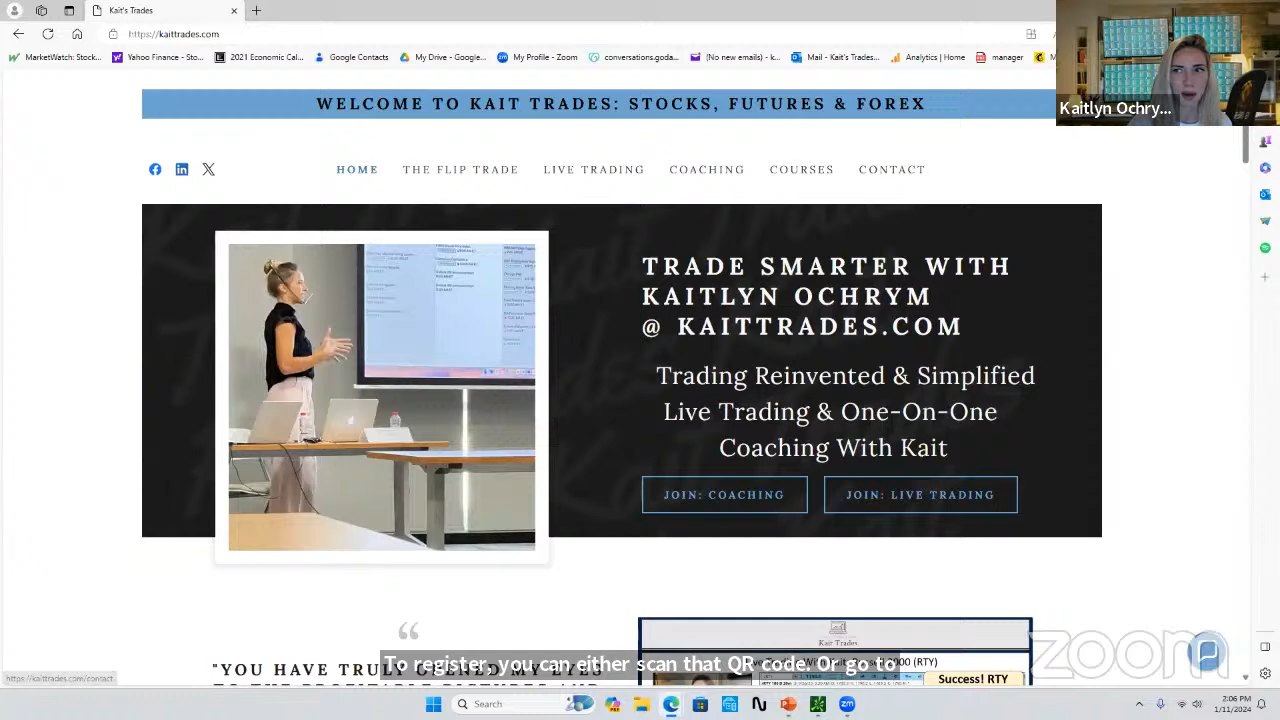 Kait's Trades
https://kaittrades.com
MarketWatch: Stoc...
Yahoo Finance - Sto...
2021 Economic Cal...
Google Contacts
My Drive - Google...
My Profile - Zoom
conversations.goda...
(No new emails) - k...
Mail - Kait's Trades...
Analytics | Home
manager
M
Kaitlyn Ochry...
WELCOME TO KAIT TRADES: STOCKS, FUTURES & FOREX
HOME
THE FLIP TRADE
LIVE TRADING
COACHING
COURSES
CONTACT
TRADE SMARTER WITH
KAITLYN OCHRYM
@ KAITTRADES.COM
Trading Reinvented & Simplified
Live Trading & One-On-One
Coaching With Kait
JOIN: COACHING
JOIN: LIVE TRADING
Kait Trades
2000 (RTY)
Success! RTY
"YOU HAVE TRULY
To register, you can either scan that QR code. Or go to
zoom
https://kaittrades.com/contact
Search
2:06 PM
1/11/2024